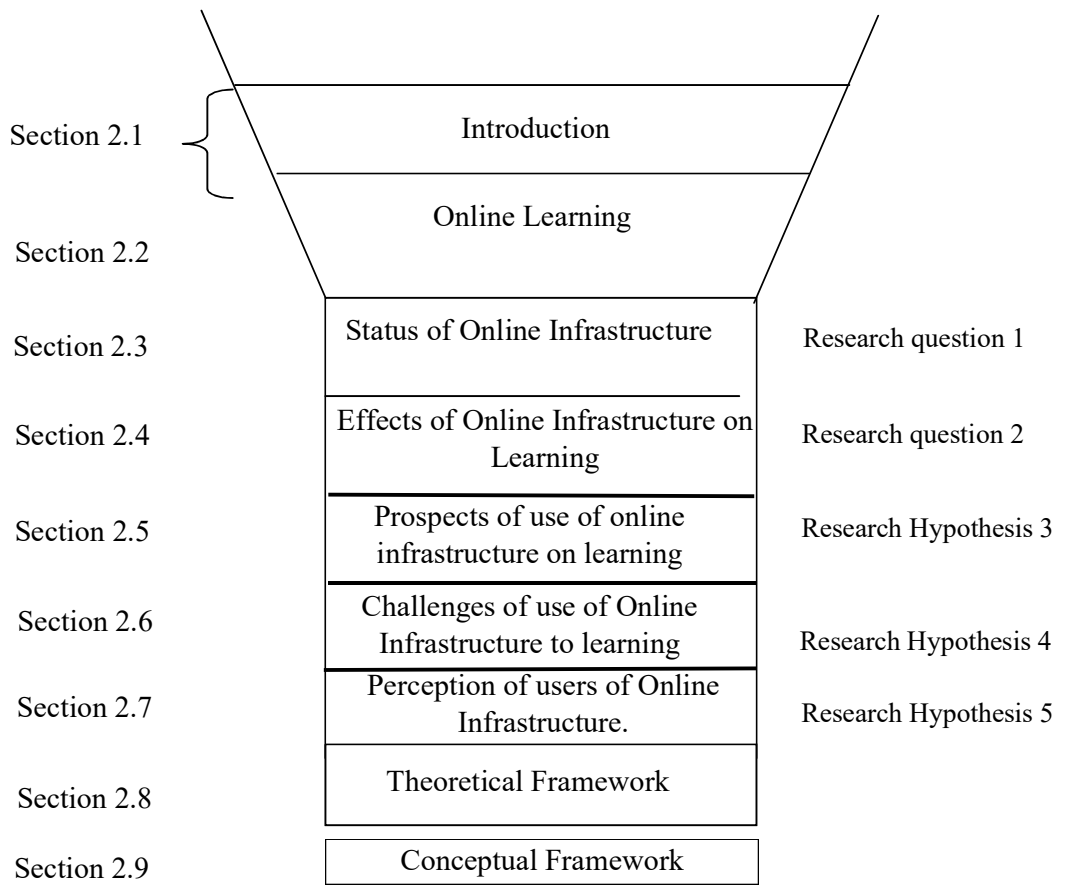 Section 2.1
Introduction
Section 2.2
Online Learning
Section 2.3
Status of Online Infrastructure
Research question 1
Section 2.4
Effects of Online Infrastructure on
Learning
Research question 2
Section 2.5
Prospects of use of online
infrastructure on learning
Research Hypothesis 3
Section 2.6
Challenges of use of Online
Infrastructure to learning
Research Hypothesis 4
Section 2.7
Perception of users of Online
Infrastructure.
Research Hypothesis 5
Section 2.8
Theoretical Framework
Section 2.9
Conceptual Framework